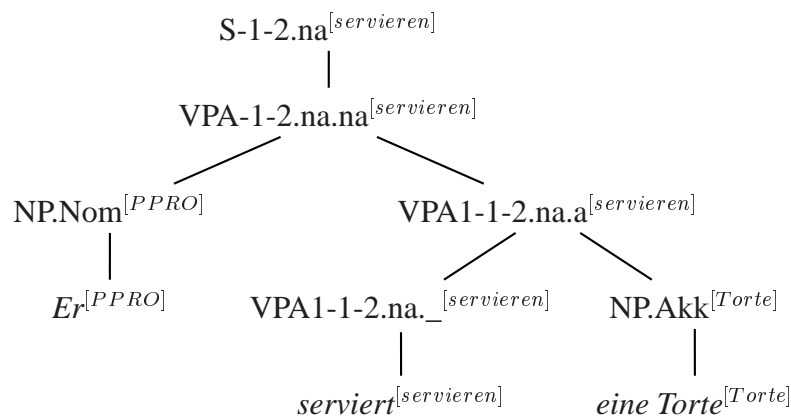 S-1-2.na[servieren]
VPA-1-2.na.na[servieren]
NP.Nom[PPRO] VPA1-1-2.na.a[servieren]
Er[PPRO] VPA1-1-2.na._[servieren] NP.Akk[Torte]
serviert[servieren] eine Torte[Torte]